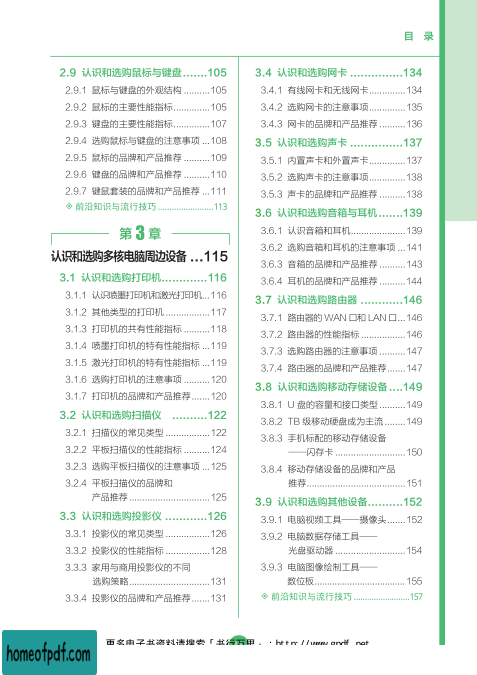 目 录
2.9 认识和选购鼠标与键盘.......105
2.9.1 鼠标与键盘的外观结构..........105
2.9.2 鼠标的主要性能指标..............105
2.9.3 键盘的主要性能指标..............107
2.9.4 选购鼠标与键盘的注意事项...108
2.9.5 鼠标的品牌和产品推荐..........109
2.9.6 键盘的品牌和产品推荐..........110
2.9.7 键鼠套装的品牌和产品推荐...111
※ 前沿知识与流行技巧........................113
第3章
认识和选购多核电脑周边设备...115
3.1 认识和选购打印机.............116
3.1.1 认识喷墨打印机和激光打印机...116
3.1.2 其他类型的打印机.................117
3.1.3 打印机的共有性能指标..........118
3.1.4 喷墨打印机的特有性能指标...119
3.1.5 激光打印机的特有性能指标...119
3.1.6 选购打印机的注意事项..........120
3.1.7 打印机的品牌和产品推荐.......120
3.2 认识和选购扫描仪..........122
3.2.1 扫描仪的常见类型.................122
3.2.2 平板扫描仪的性能指标..........124
3.2.3 选购平板扫描仪的注意事项...125
3.2.4 平板扫描仪的品牌和
产品推荐................................125
3.3 认识和选购投影仪............126
3.3.1 投影仪的常见类型.................126
3.3.2 投影仪的性能指标.................128
3.3.3 家用与商用投影仪的不同
选购策略................................131
3.3.4 投影仪的品牌和产品推荐.......131
3.4 认识和选购网卡...............134
3.4.1 有线网卡和无线网卡..............134
3.4.2 选购网卡的注意事项..............135
3.4.3 网卡的品牌和产品推荐..........136
3.5 认识和选购声卡...............137
3.5.1 内置声卡和外置声卡..............137
3.5.2 选购声卡的注意事项..............138
3.5.3 声卡的品牌和产品推荐..........138
3.6 认识和选购音箱与耳机.......139
3.6.1 认识音箱和耳机.....................139
3.6.2 选购音箱和耳机的注意事项...141
3.6.3 音箱的品牌和产品推荐..........143
3.6.4 耳机的品牌和产品推荐..........144
3.7 认识和选购路由器............146
3.7.1 路由器的 WAN 口和 LAN 口...146
3.7.2 路由器的性能指标.................146
3.7.3 选购路由器的注意事项..........147
3.7.4 路由器的品牌和产品推荐.......147
3.8 认识和选购移动存储设备....149
3.8.1 U 盘的容量和接口类型..........149
3.8.2 TB 级移动硬盘成为主流........149
3.8.3 手机标配的移动存储设备
——闪存卡............................150
3.8.4 移动存储设备的品牌和产品
推荐.......................................151
3.9 认识和选购其他设备..........152
3.9.1 电脑视频工具——摄像头.......152
3.9.2 电脑数据存储工具——
光盘驱动器............................154
3.9.3 电脑图像绘制工具——
数位板...................................155
※ 前沿知识与流行技巧........................157
homeofpdf.com